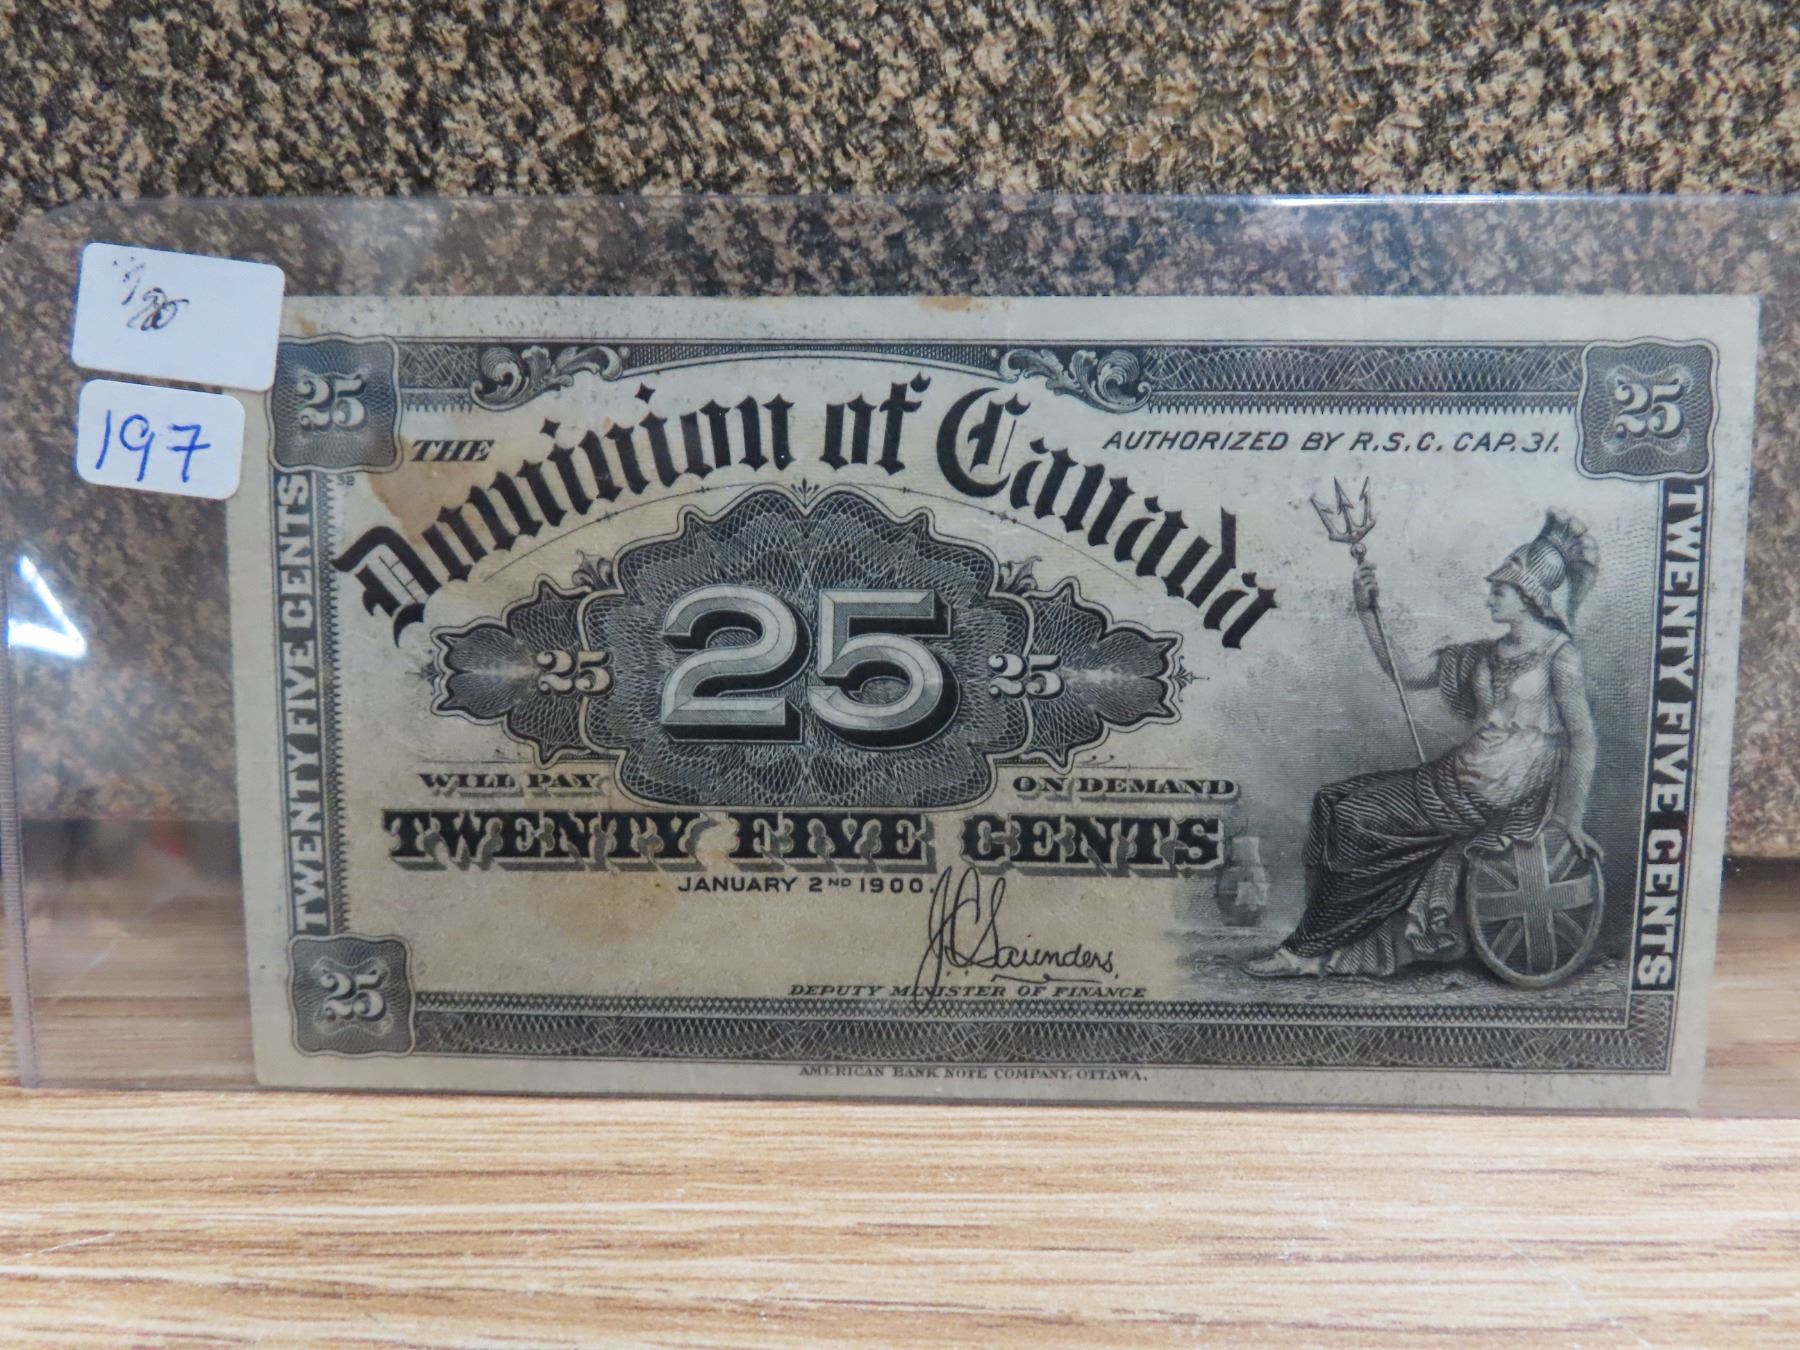 197
25
25
THE
Dominion of Canada
AUTHORIZED BY R.S.C. CAP. 31.
TWENTY FIVE CENTS
TWENTY FIVE CENTS
25
25
25
WILL PAY
ON DEMAND
TWENTY FIVE CENTS
JANUARY 2ND 1900.
J C Saunders
DEPUTY MINISTER OF FINANCE
25
AMERICAN BANK NOTE COMPANY, OTTAWA.